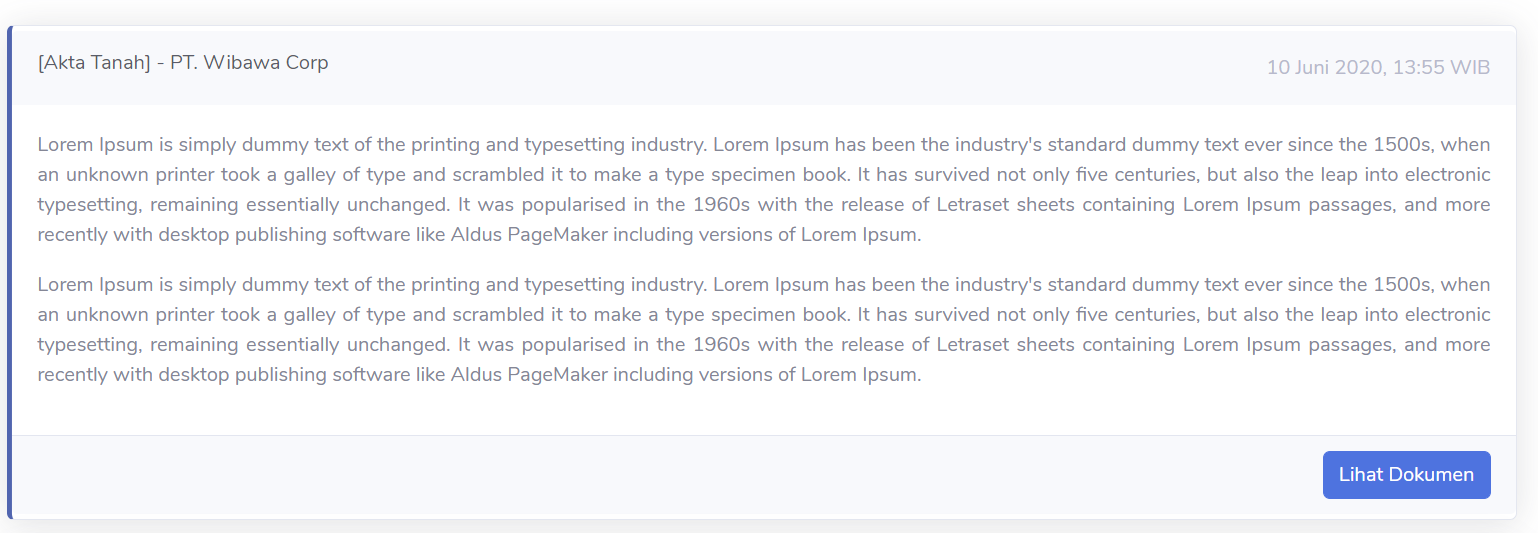 [Akta Tanah] - PT. Wibawa Corp
10 Juni 2020, 13:55 WIB
Lorem Ipsum is simply dummy text of the printing and typesetting industry. Lorem Ipsum has been the industry's standard dummy text ever since the 1500s, when
an unknown printer took a galley of type and scrambled it to make a type specimen book. It has survived not only five centuries, but also the leap into electronic
typesetting, remaining essentially unchanged. It was popularised in the 1960s with the release of Letraset sheets containing Lorem Ipsum passages, and more
recently with desktop publishing software like Aldus PageMaker including versions of Lorem Ipsum.
Lorem Ipsum is simply dummy text of the printing and typesetting industry. Lorem Ipsum has been the industry's standard dummy text ever since the 1500s, when
an unknown printer took a galley of type and scrambled it to make a type specimen book. It has survived not only five centuries, but also the leap into electronic
typesetting, remaining essentially unchanged. It was popularised in the 1960s with the release of Letraset sheets containing Lorem Ipsum passages, and more
recently with desktop publishing software like Aldus PageMaker including versions of Lorem Ipsum.
Lihat Dokumen